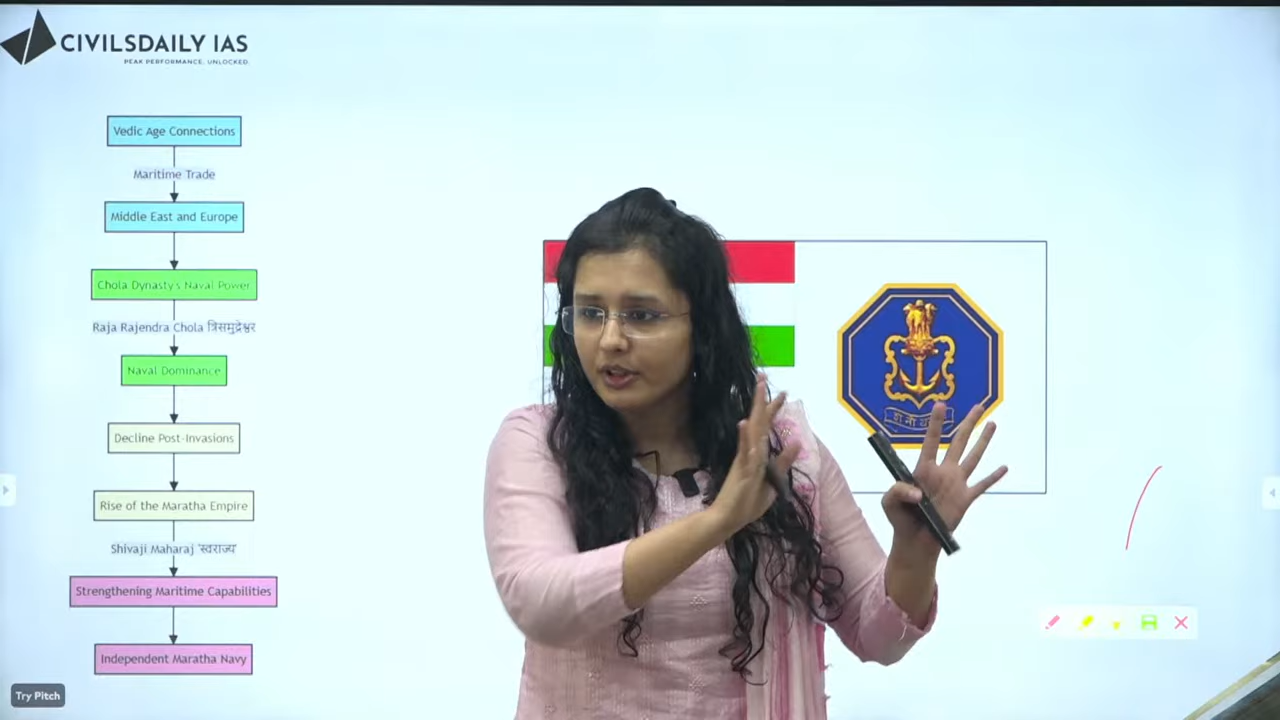 CIVILSDAILY IAS
PEAK PERFORMANCE. UNLOCKED.
Vedic Age Connections
Maritime Trade
Middle East and Europe
Chola Dynasty's Naval Power
Raja Rajendra Chola त्रिसमुद्रेश्वर
Naval Dominance
Decline Post-Invasions
Rise of the Maratha Empire
Shivaji Maharaj 'स्वराज्य'
Strengthening Maritime Capabilities
Independent Maratha Navy
Try Pitch